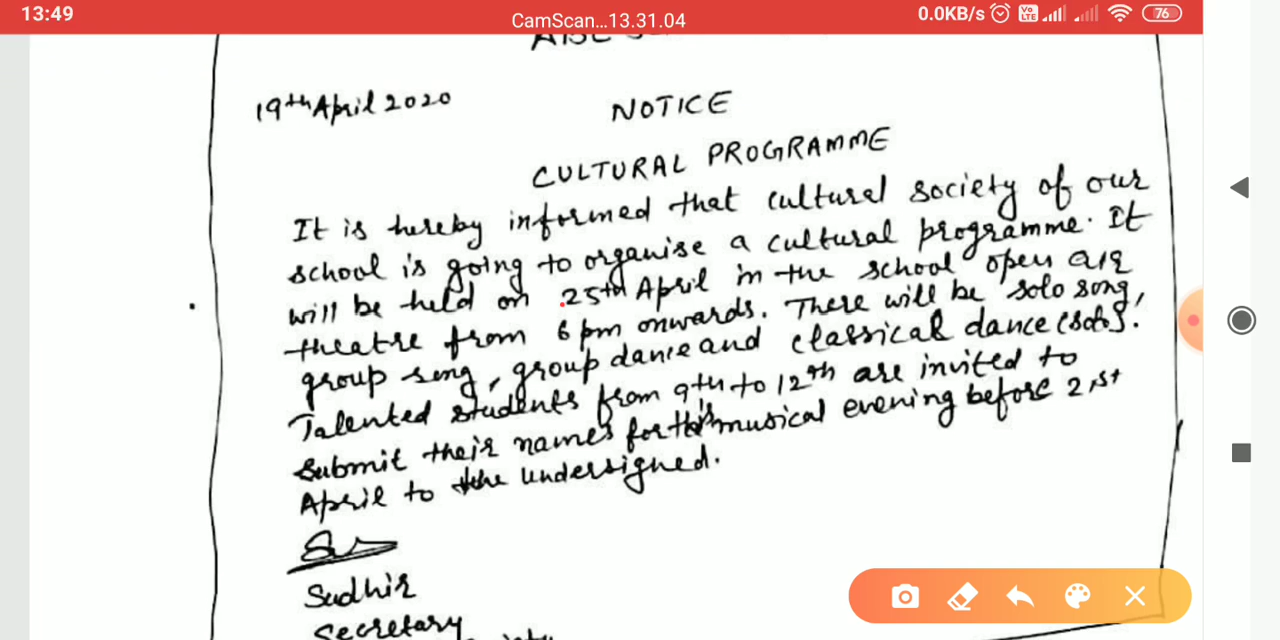 13:49
CamScan...13.31.04
0.0KB/s
Vo LTE
76
19th April 2020
NOTICE
CULTURAL PROGRAMME
It is hereby informed that cultural society of our
school is going to organise a cultural programme. It
will be held on 25th April in the school open air
theatre from 6 pm onwards. There will be solo song,
group song, group dance and classical dance (solo).
Talented students from 9th to 12th are invited to
submit their names for this musical evening before 21st
April to the undersigned.
Sudhir
Secretary